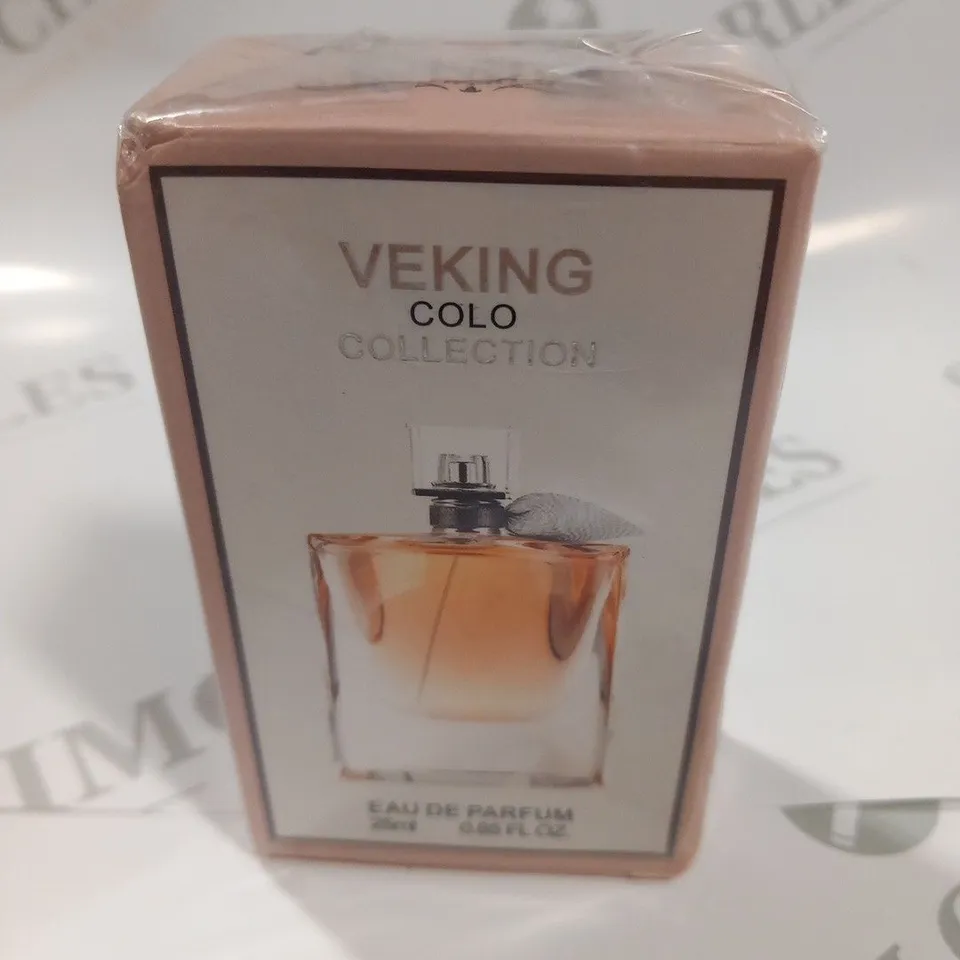 VEKING
COLO
COLLECTION
EAU DE PARFUM
25ml 0.85 FL.OZ.